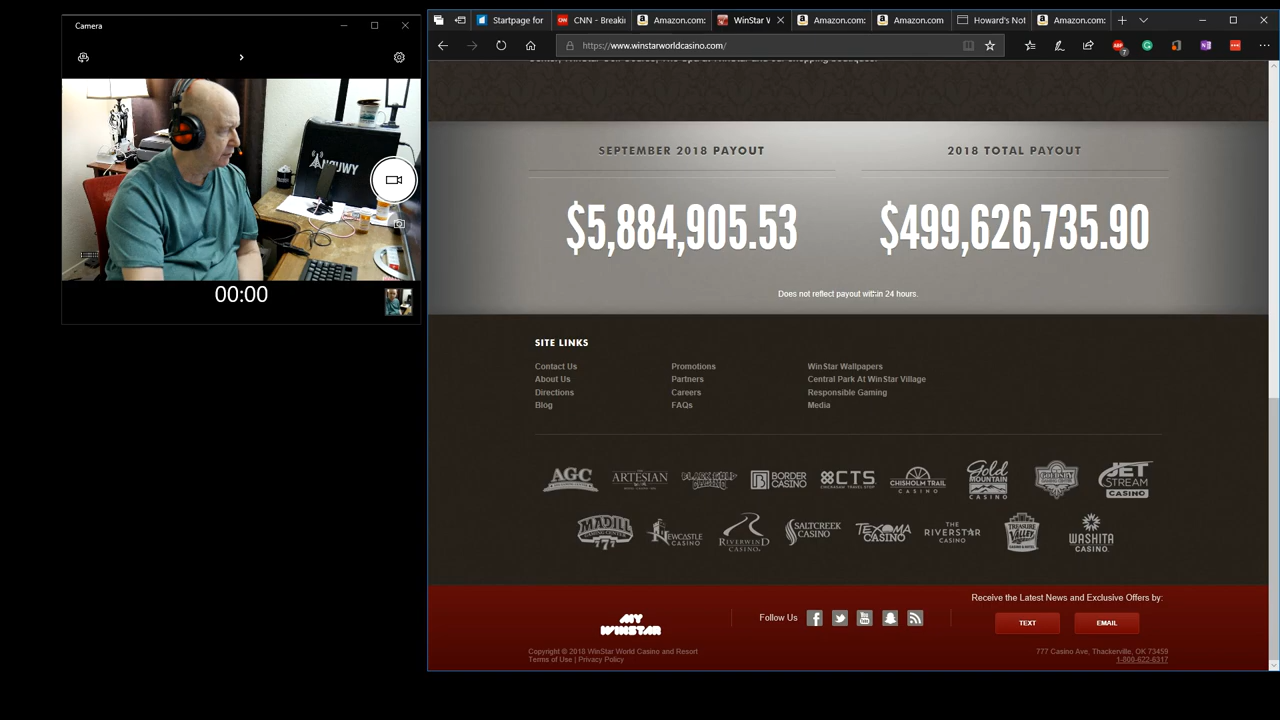 Camera
00:00
Startpage for
CNN - Breaki
Amazon.com:
WinStar W
Amazon.com:
Amazon.com
Howard's Not
Amazon.com:
https://www.winstarworldcasino.com/
7
SEPTEMBER 2018 PAYOUT
$5,884,905.53
2018 TOTAL PAYOUT
$499,626,735.90
Does not reflect payout within 24 hours.
SITE LINKS
Contact Us
About Us
Directions
Blog
Promotions
Partners
Careers
FAQs
WinStar Wallpapers
Central Park At WinStar Village
Responsible Gaming
Media
AGC
ARTESIAN
BORDER
CASINO
CTS
CHISHOLM TRAIL
CASINO
Gold
MOUNTAIN
CASINO
JET
STREAM
CASINO
MADILL
777
NEWCASTLE
CASINO
RIVERWIND
CASINO
SALTCREEK
CASINO
TEXOMA
CASINO
THE
RIVERSTAR
CASINO
TREASURE
VALLEY
WASHITA
CASINO
MY
WINSTAR
Follow Us
You
Receive the Latest News and Exclusive Offers by:
TEXT
EMAIL
Copyright © 2018 WinStar World Casino and Resort
Terms of Use | Privacy Policy
777 Casino Ave, Thackerville, OK 73459
1-800-622-6317